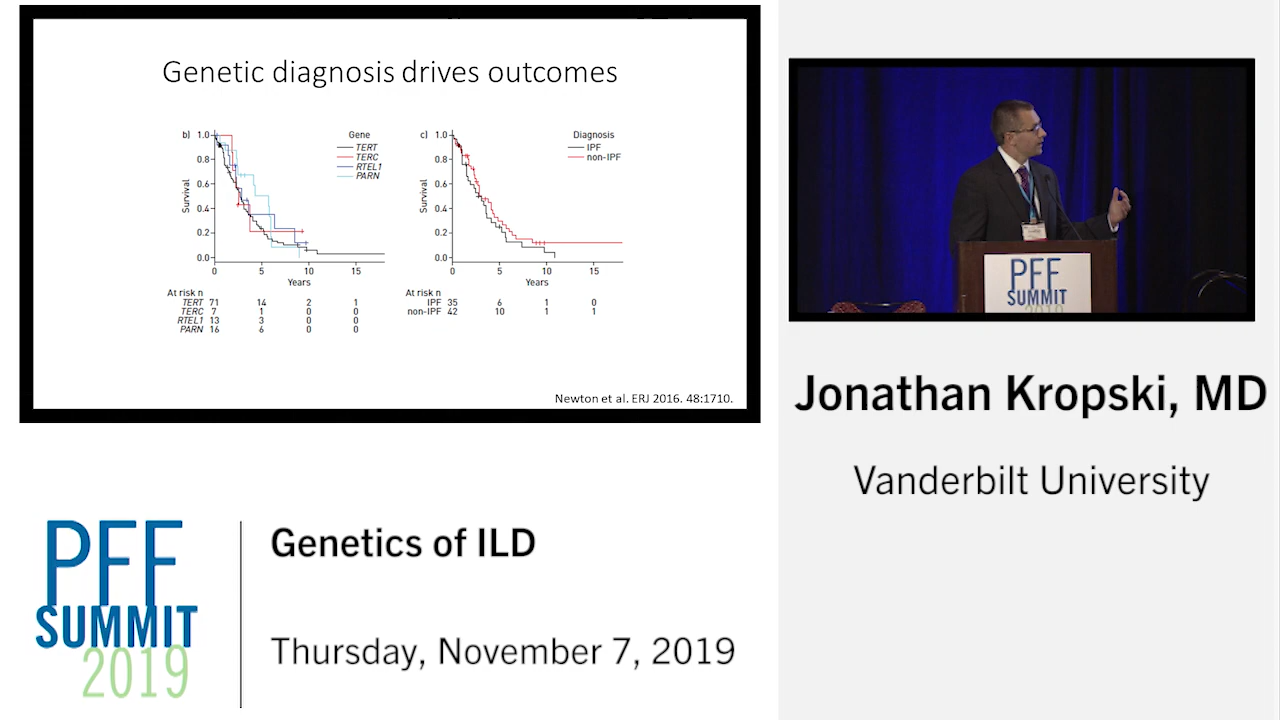 Genetic diagnosis drives outcomes
b)
1.0
0.8
0.6
0.4
0.2
0.0
Survival
0 5 10 15
Years
Gene
TERT
TERC
RTEL1
PARN
At risk n
TERT 71 14 2 1
TERC 7 1 0 0
RTEL1 13 3 0 0
PARN 16 6 0 0
c)
1.0
0.8
0.6
0.4
0.2
0.0
Survival
0 5 10 15
Years
Diagnosis
IPF
non-IPF
At risk n
IPF 35 6 1 0
non-IPF 42 10 1 1
Newton et al. ERJ 2016. 48:1710.
PFF
SUMMIT
2019
Jonathan Kropski, MD
Vanderbilt University
PFF
SUMMIT
2019
Genetics of ILD
Thursday, November 7, 2019